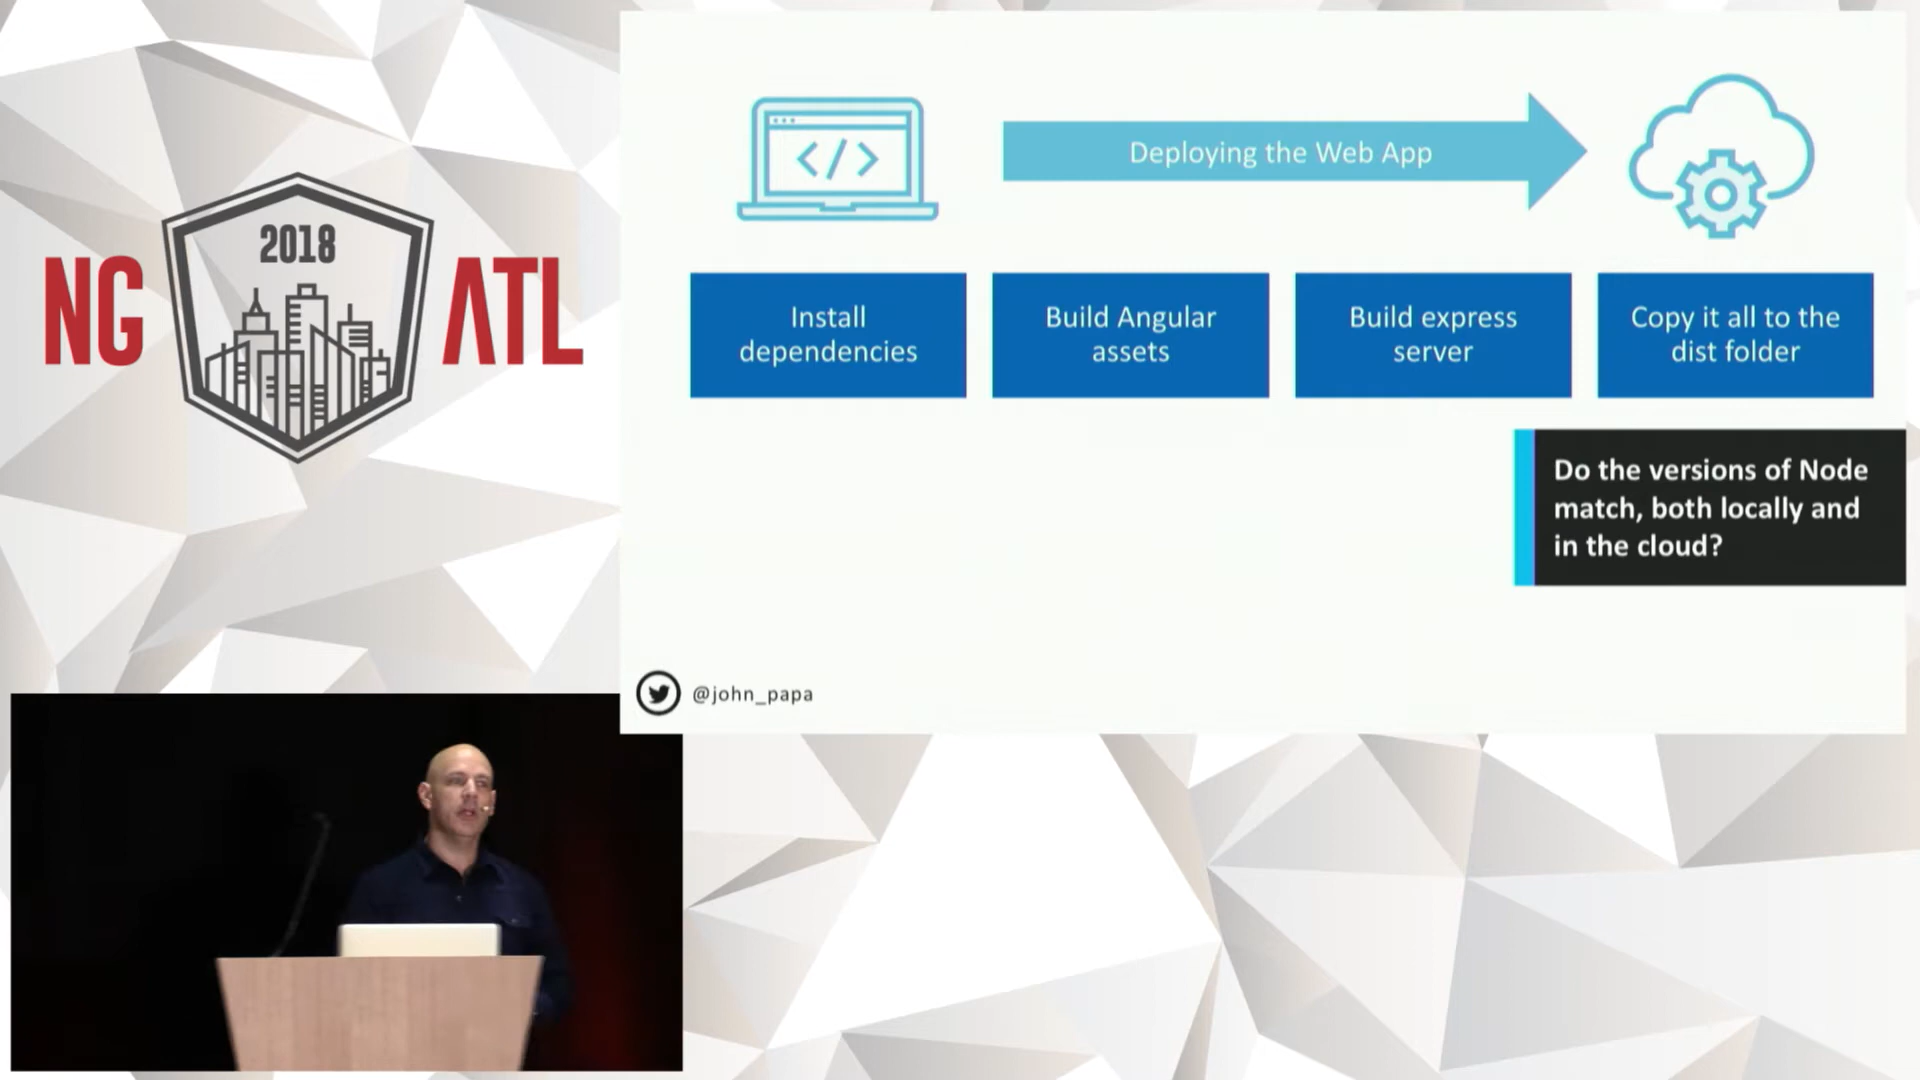 NG
2018
ATL
</>
Deploying the Web App
Install
dependencies
Build Angular
assets
Build express
server
Copy it all to the
dist folder
Do the versions of Node
match, both locally and
in the cloud?
@john_papa